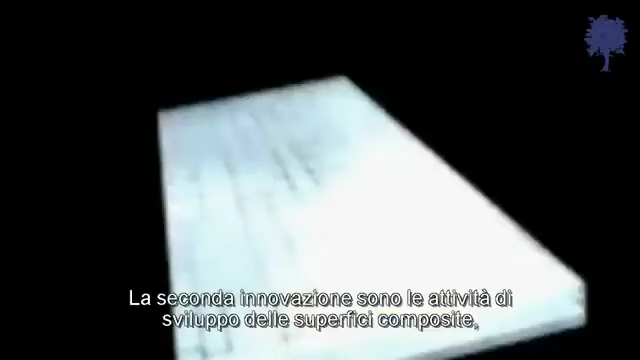 La seconda innovazione sono le attività di
sviluppo delle superfici composite,